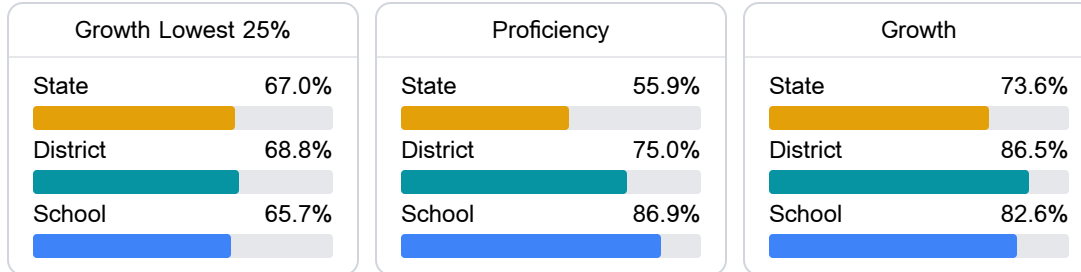 Growth Lowest 25%
State 67.0%
District 68.8%
School 65.7%
Proficiency
State 55.9%
District 75.0%
School 86.9%
Growth
State 73.6%
District 86.5%
School 82.6%